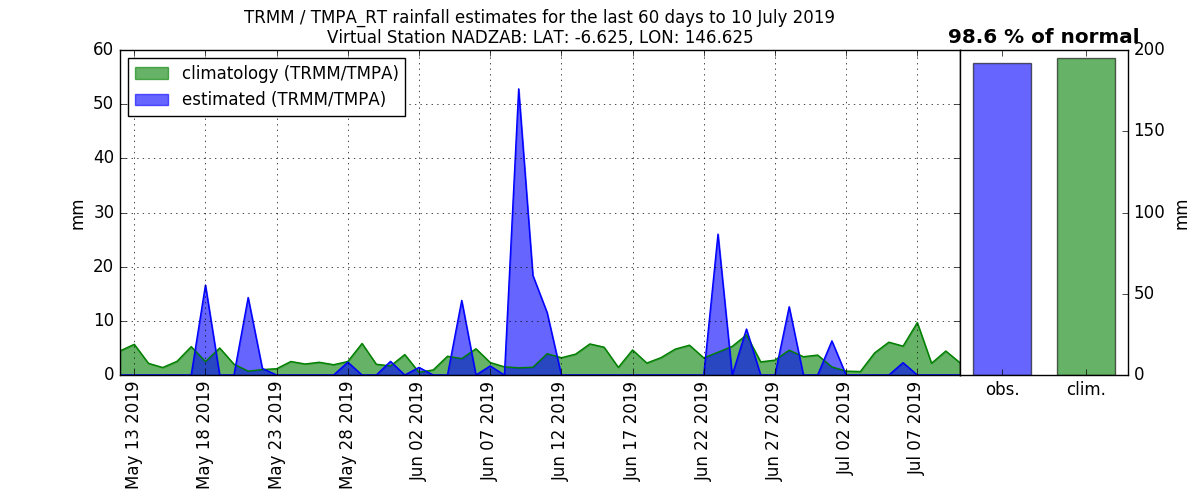 TRMM / TMPA_RT rainfall estimates for the last 60 days to 10 July 2019
Virtual Station NADZAB: LAT: -6.625, LON: 146.625
98.6 % of normal
climatology (TRMM/TMPA)
estimated (TRMM/TMPA)
60
50
40
30
20
10
0
mm
May 13 2019
May 18 2019
May 23 2019
May 28 2019
Jun 02 2019
Jun 07 2019
Jun 12 2019
Jun 17 2019
Jun 22 2019
Jun 27 2019
Jul 02 2019
Jul 07 2019
obs.
clim.
200
150
100
50
0
mm